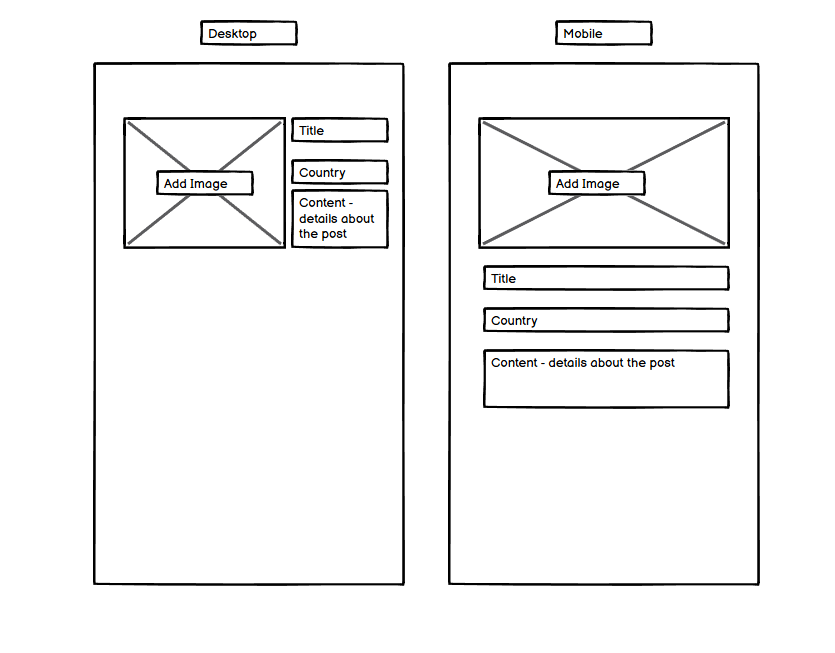 Desktop
Add Image
Title
Country
Content -
details about
the post
Mobile
Add Image
Title
Country
Content - details about the post